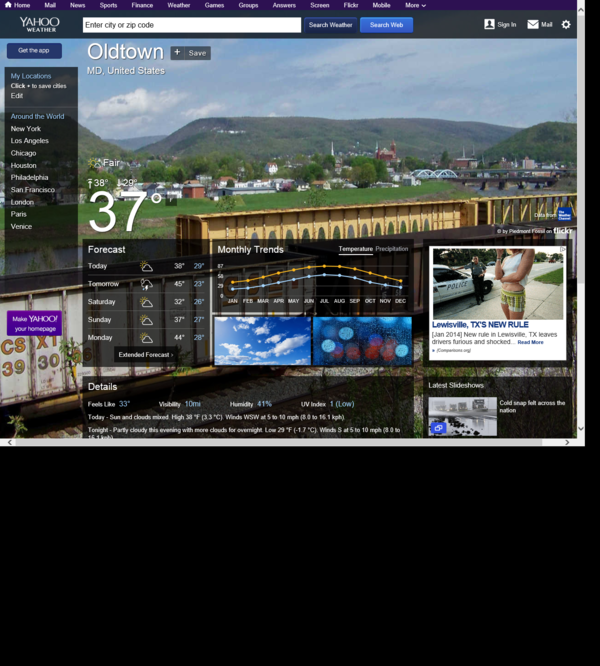 Home Mail News Sports Finance Weather Games Groups Answers Screen Flickr Mobile More
YAHOO WEATHER
Enter city or zip code
Search Weather
Search Web
Sign In
Mail
Get the app
Oldtown
+ Save
MD, United States
My Locations
Click + to save cities
Edit
Around the World
New York
Los Angeles
Chicago
Houston
Philadelphia
San Francisco
London
Paris
Venice
Make YAHOO!
your homepage
Fair
38° 29°
37° F
Data from The Weather Channel
© by Piedmont Fossil on flickr
Forecast
Today 38° 29°
Tomorrow 45° 23°
Saturday 32° 26°
Sunday 37° 27°
Monday 44° 28°
Extended Forecast ›
Monthly Trends
Temperature Precipitation
87
58
29
0
JAN FEB MAR APR MAY JUN JUL AUG SEP OCT NOV DEC
POLICE
Lewisville, TX'S NEW RULE
[Jan 2014] New rule in Lewisville, TX leaves
drivers furious and shocked... Read More
(Comparisons.org)
Details
Feels Like 33°
Visibility 10mi
Humidity 41%
UV Index 1 (Low)
Today - Sun and clouds mixed. High 38 °F (3.3 °C). Winds WSW at 5 to 10 mph (8.0 to 16.1 kph).
Tonight - Partly cloudy this evening with more clouds for overnight. Low 29 °F (-1.7 °C). Winds S at 5 to 10 mph (8.0 to
16.1 kph)
Latest Slideshows
Cold snap felt across the
nation
CSXT
39 30